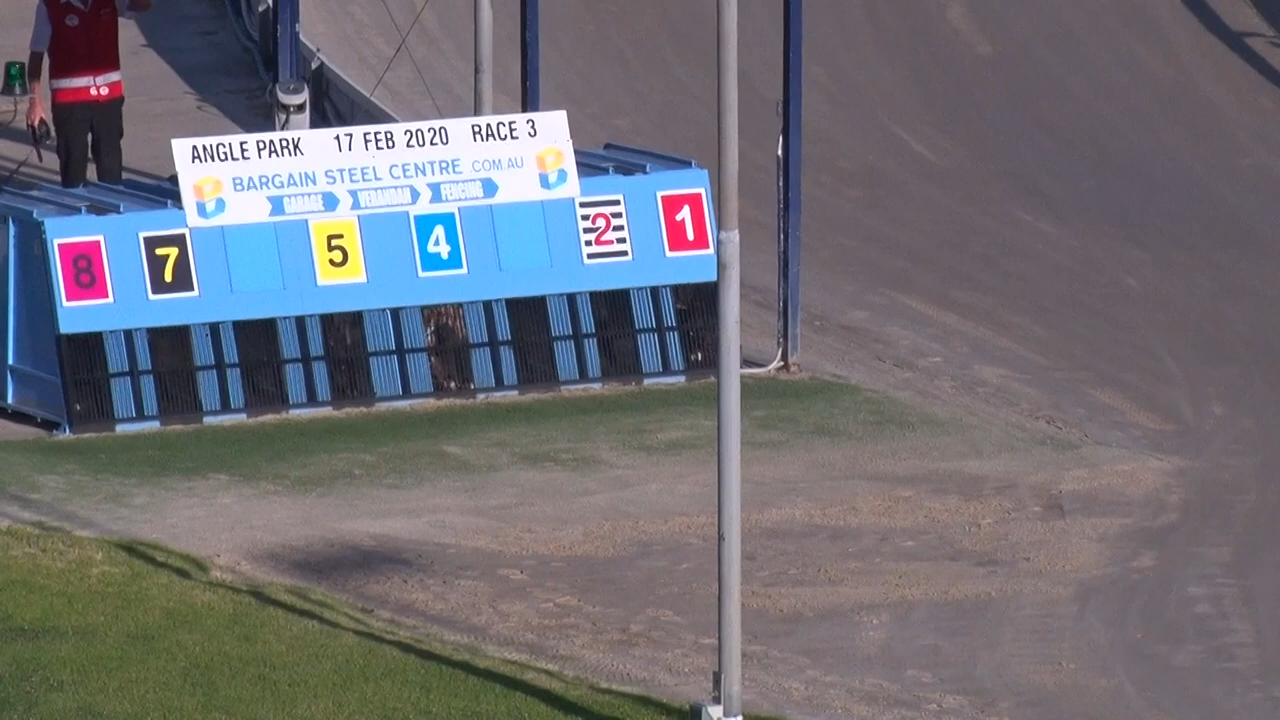 ANGLE PARK 17 FEB 2020 RACE 3
BARGAIN STEEL CENTRE .COM.AU
GARAGE VERANDAH FENCING
8 7 5 4 2 1